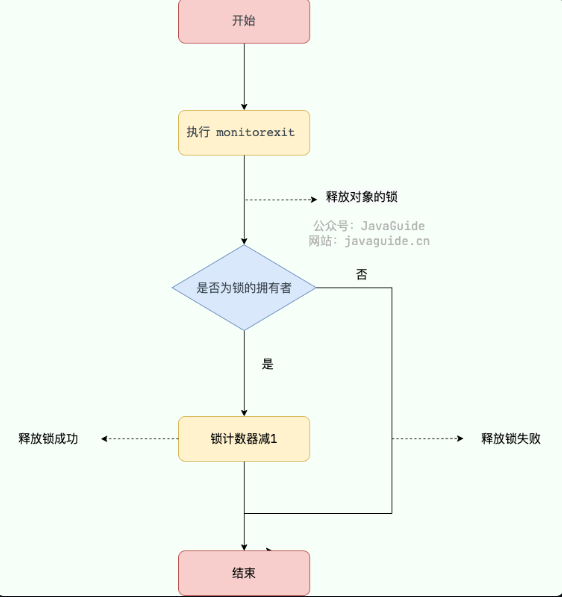 开始
执行 monitorexit
释放对象的锁
公众号：JavaGuide
网站：javaguide.cn
是否为锁的拥有者
否
是
释放锁成功
锁计数器减1
释放锁失败
结束